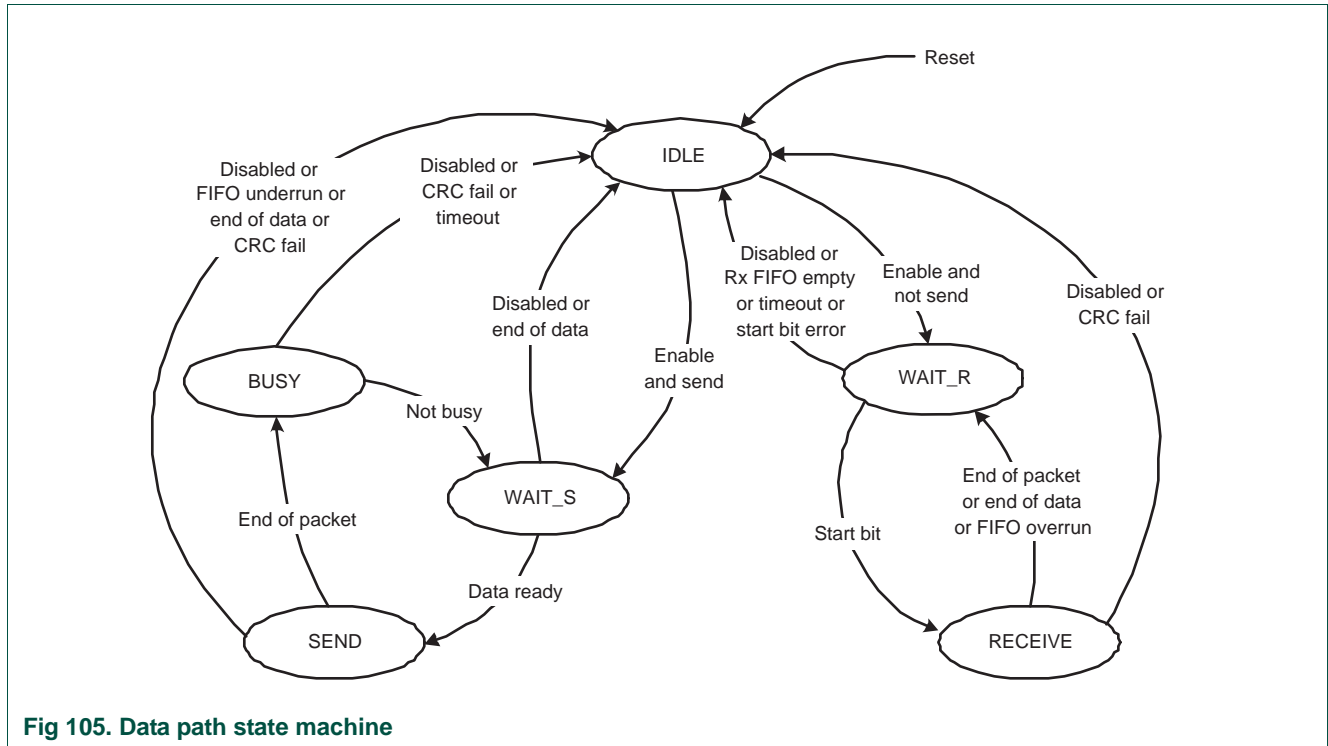 Reset
IDLE
Disabled or
FIFO underrun or
end of data or
CRC fail
Disabled or
CRC fail or
timeout
Disabled or
end of data
Enable
and send
Disabled or
Rx FIFO empty
or timeout or
start bit error
Enable and
not send
Disabled or
CRC fail
BUSY
WAIT_R
Not busy
WAIT_S
End of packet
End of packet
or end of data
or FIFO overrun
Start bit
Data ready
SEND
RECEIVE
Fig 105. Data path state machine